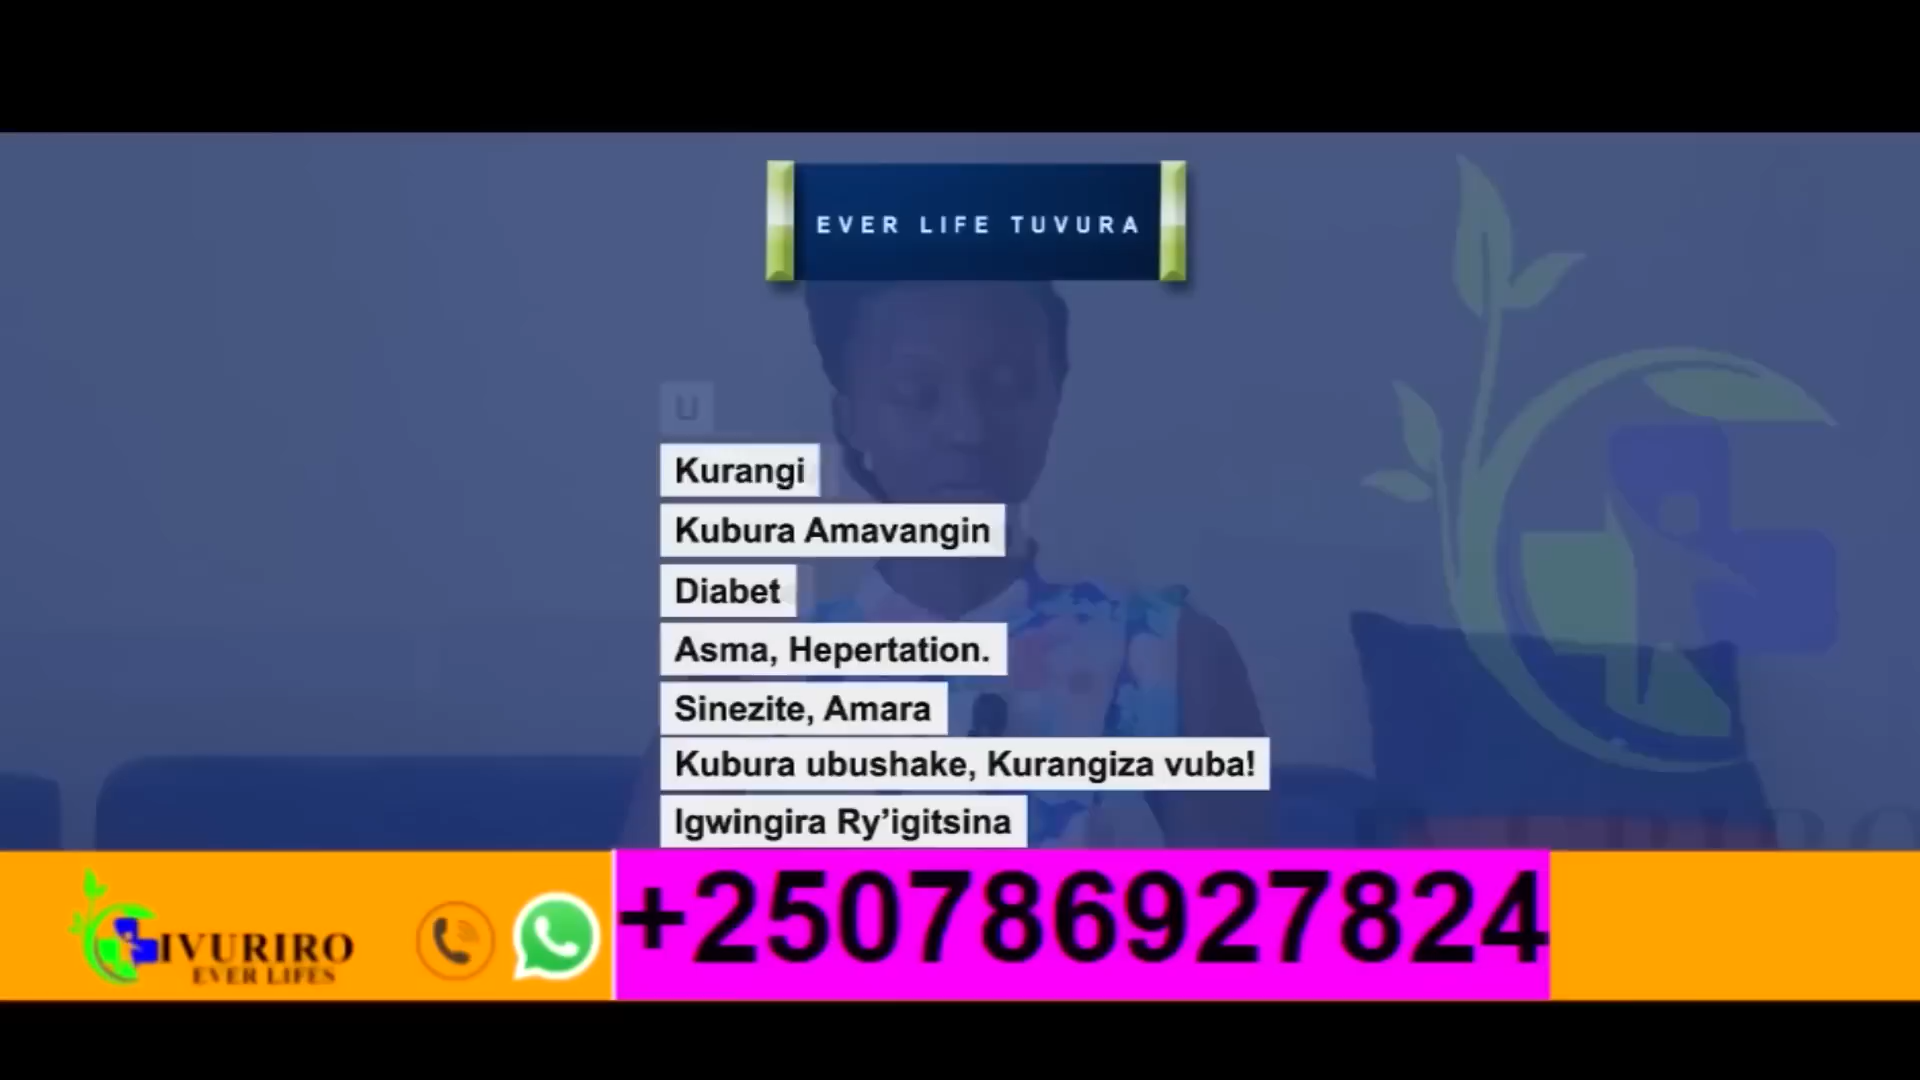 EVER LIFE TUVURA
U
Kurangi
Kubura Amavangin
Diabet
Asma, Hepertation.
Sinezite, Amara
Kubura ubushake, Kurangiza vuba!
Igwingira Ry’igitsina
IVURIRO
EVER LIFES
+250786927824